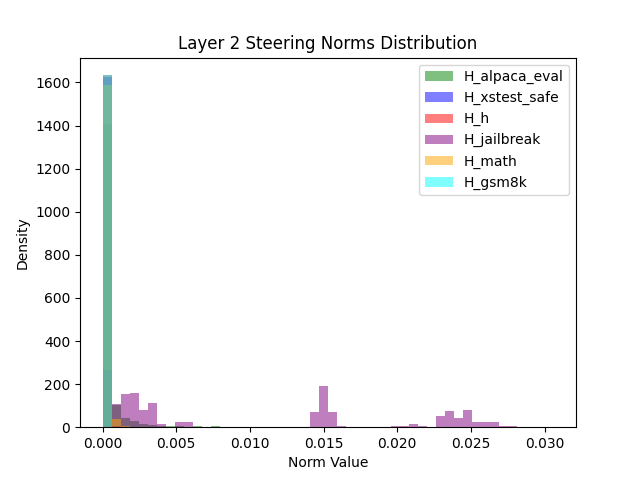 Layer 2 Steering Norms Distribution
H_alpaca_eval
H_xstest_safe
H_h
H_jailbreak
H_math
H_gsm8k
1600
1400
1200
1000
800
600
400
200
0
Density
0.000 0.005 0.010 0.015 0.020 0.025 0.030
Norm Value